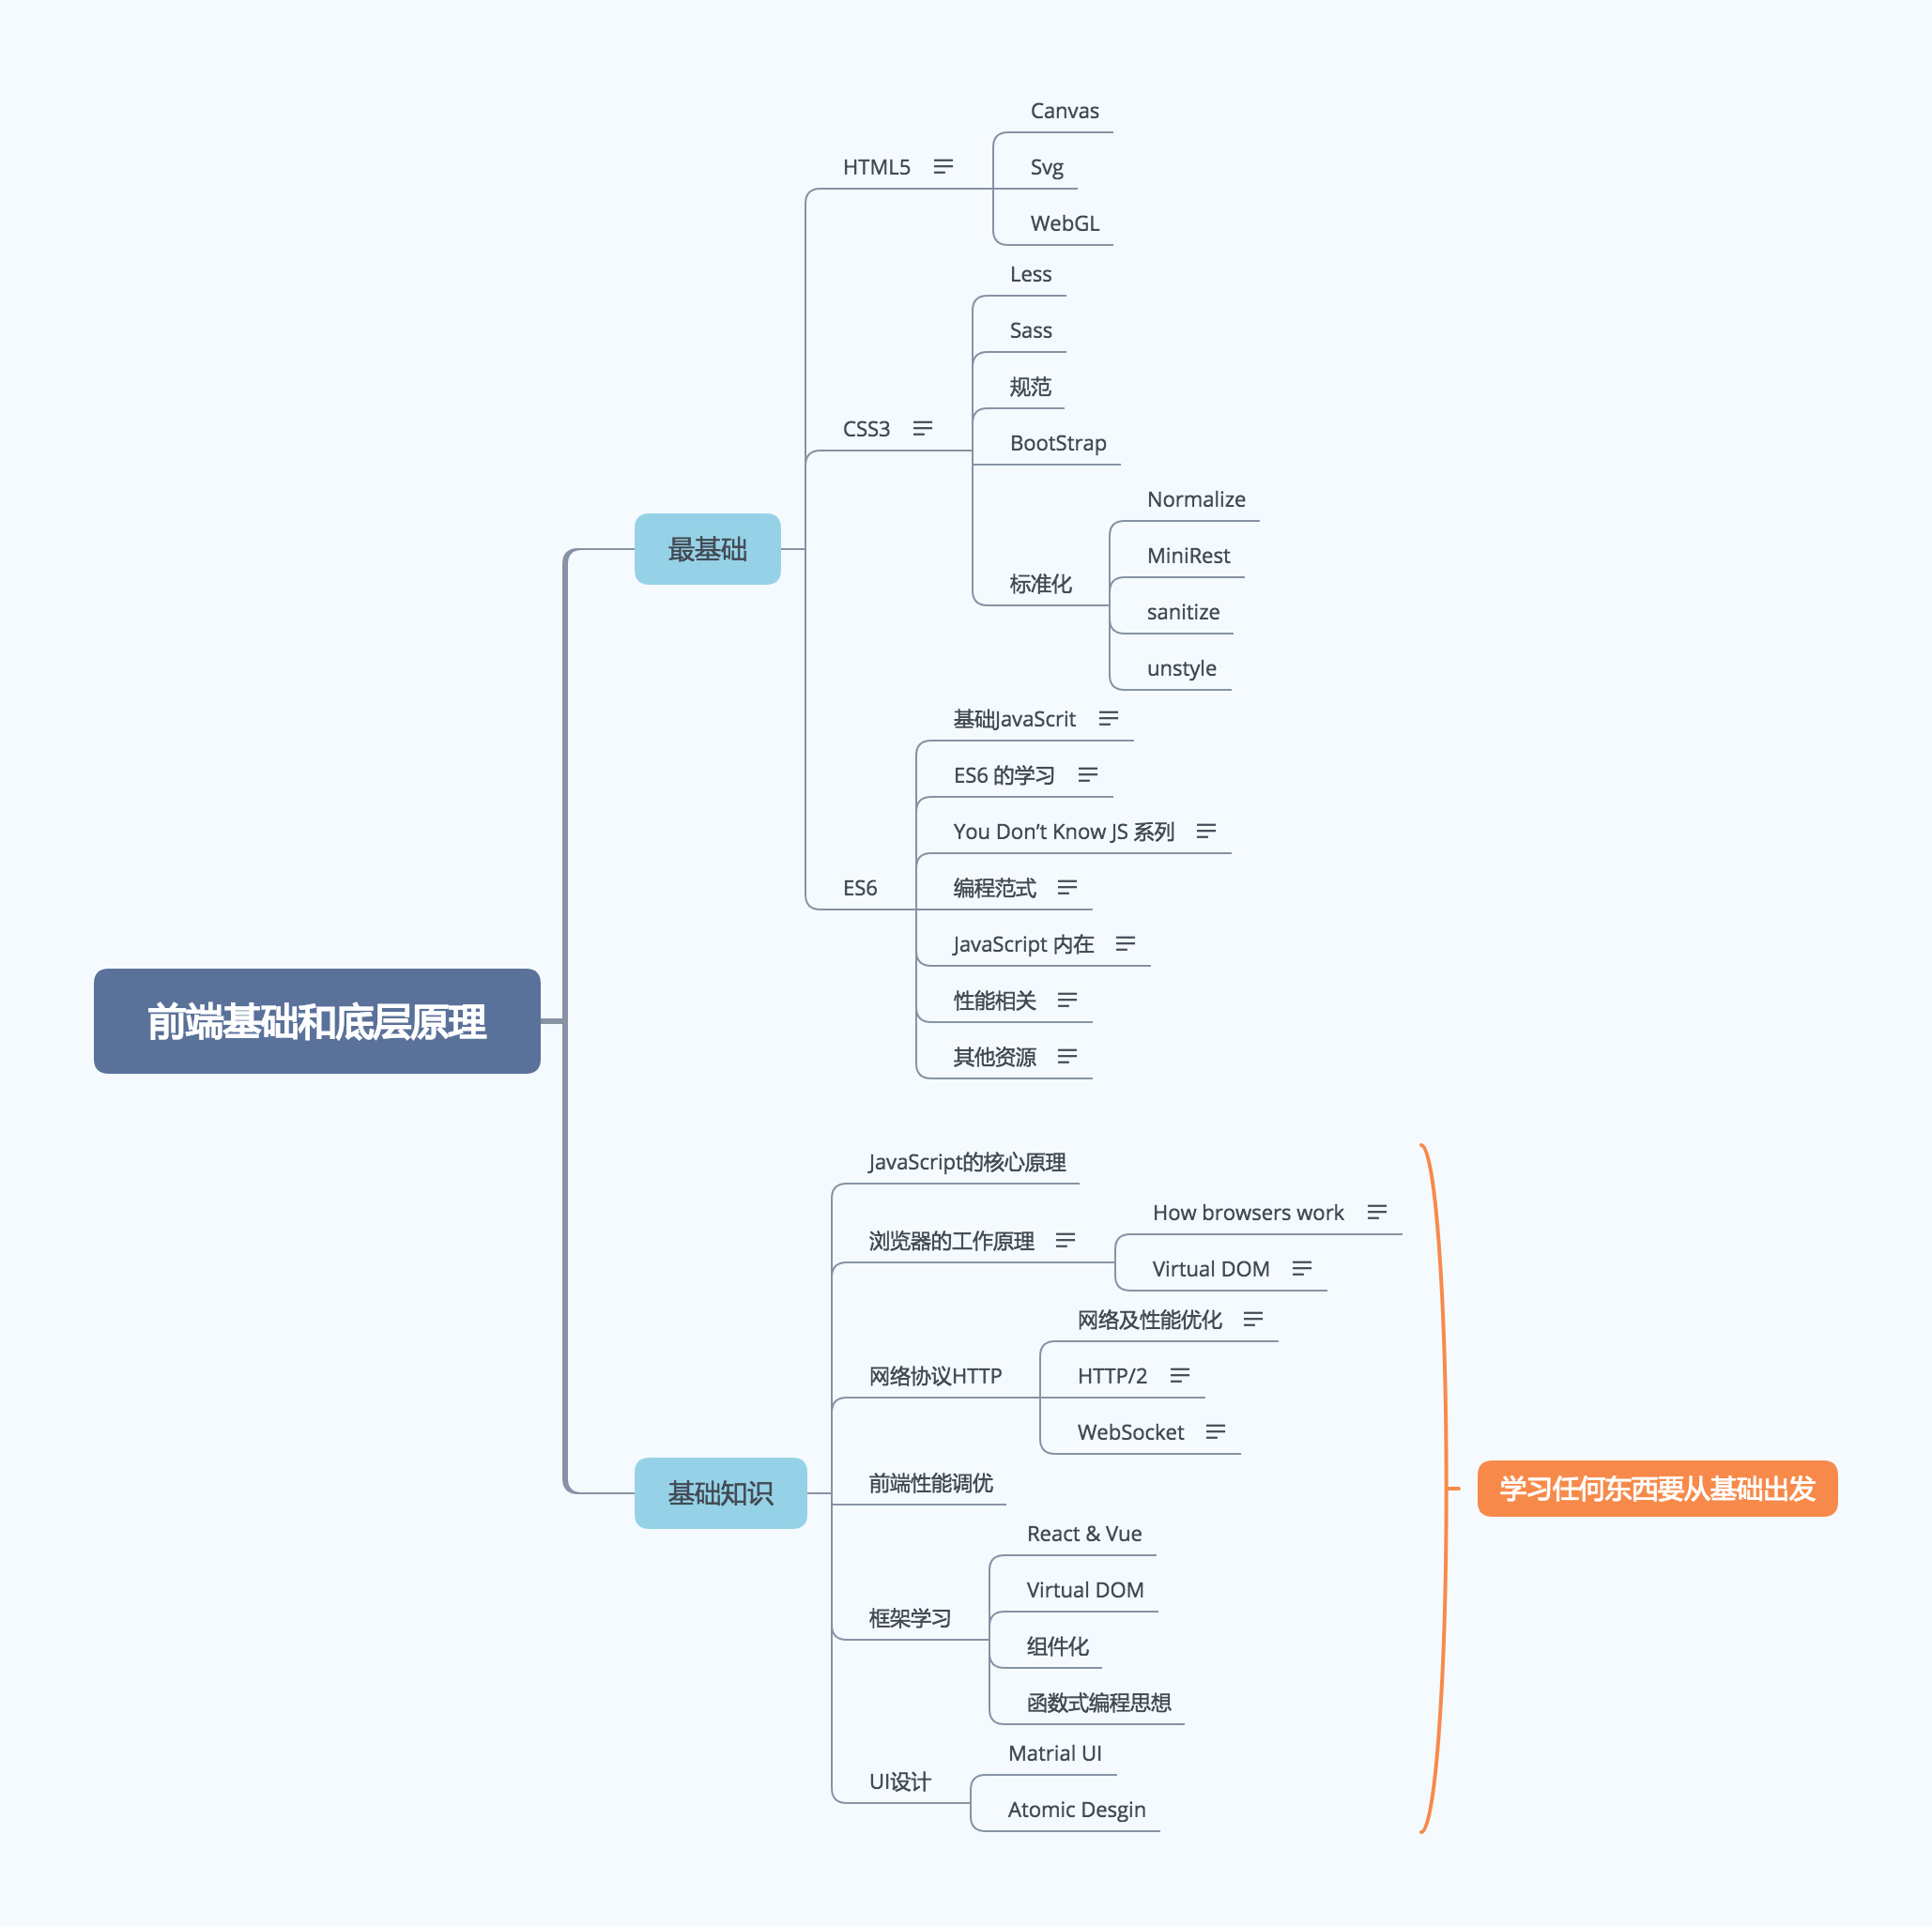 前端基础和底层原理
最基础
HTML5
Canvas
Svg
WebGL
CSS3
Less
Sass
规范
BootStrap
标准化
Normalize
MiniRest
sanitize
unstyle
ES6
基础JavaScrit
ES6 的学习
You Don’t Know JS 系列
编程范式
JavaScript 内在
性能相关
其他资源
基础知识
JavaScript的核心原理
浏览器的工作原理
How browsers work
Virtual DOM
网络协议HTTP
网络及性能优化
HTTP/2
WebSocket
前端性能调优
框架学习
React & Vue
Virtual DOM
组件化
函数式编程思想
UI设计
Matrial UI
Atomic Desgin
学习任何东西要从基础出发